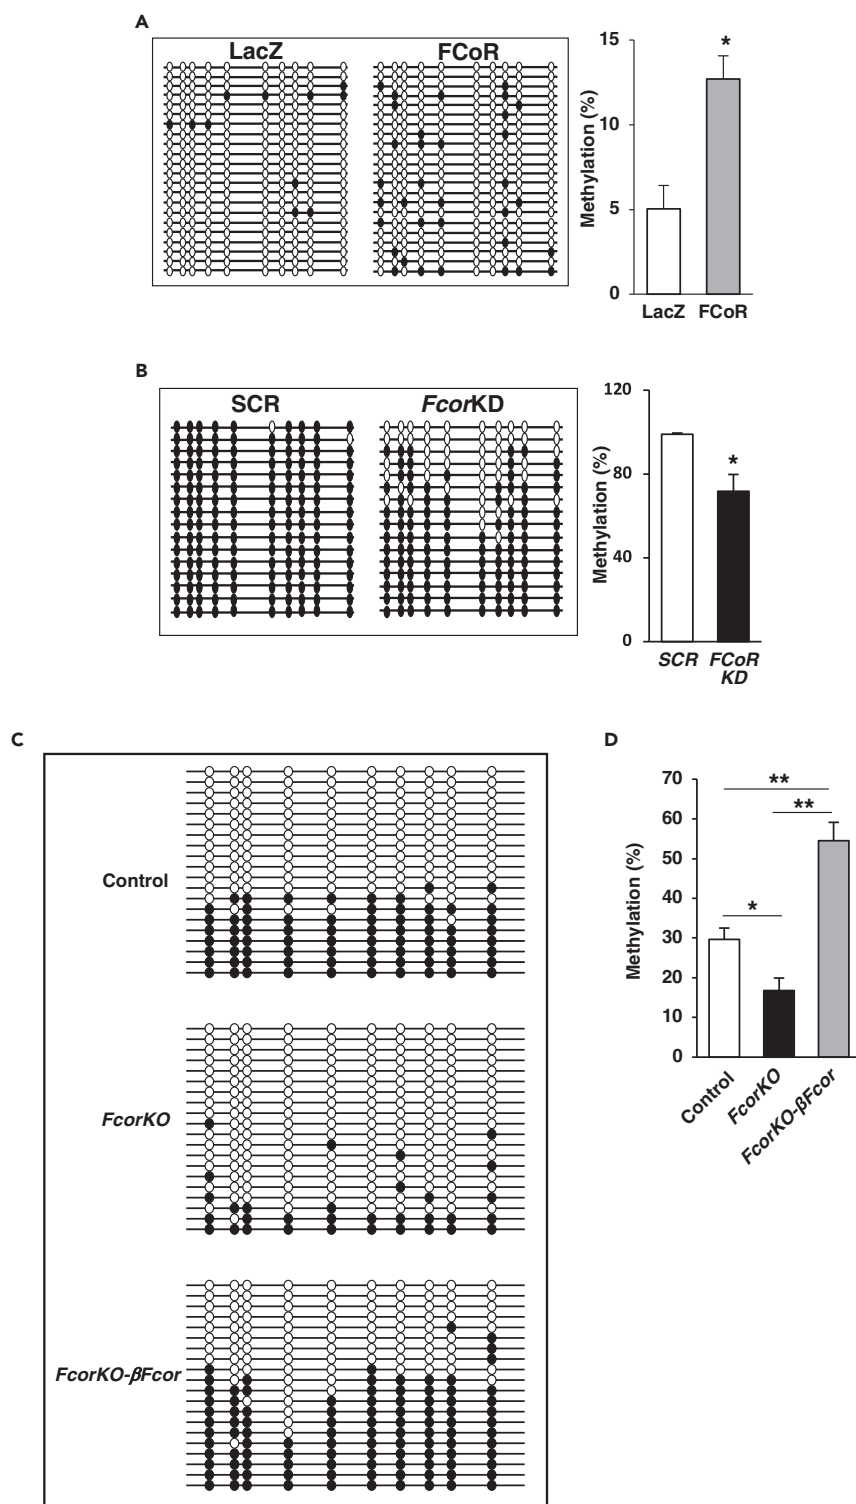 A
LacZ
FCoR
Methylation (%)
15
10
5
0
*
LacZ
FCoR
B
SCR
FcorKD
Methylation (%)
120
80
40
0
*
SCR
FCoR
KD
C
Control
FcorKO
FcorKO-βFcor
D
Methylation (%)
70
60
50
40
30
20
10
0
**
**
*
Control
FcorKO
FcorKO-βFcor